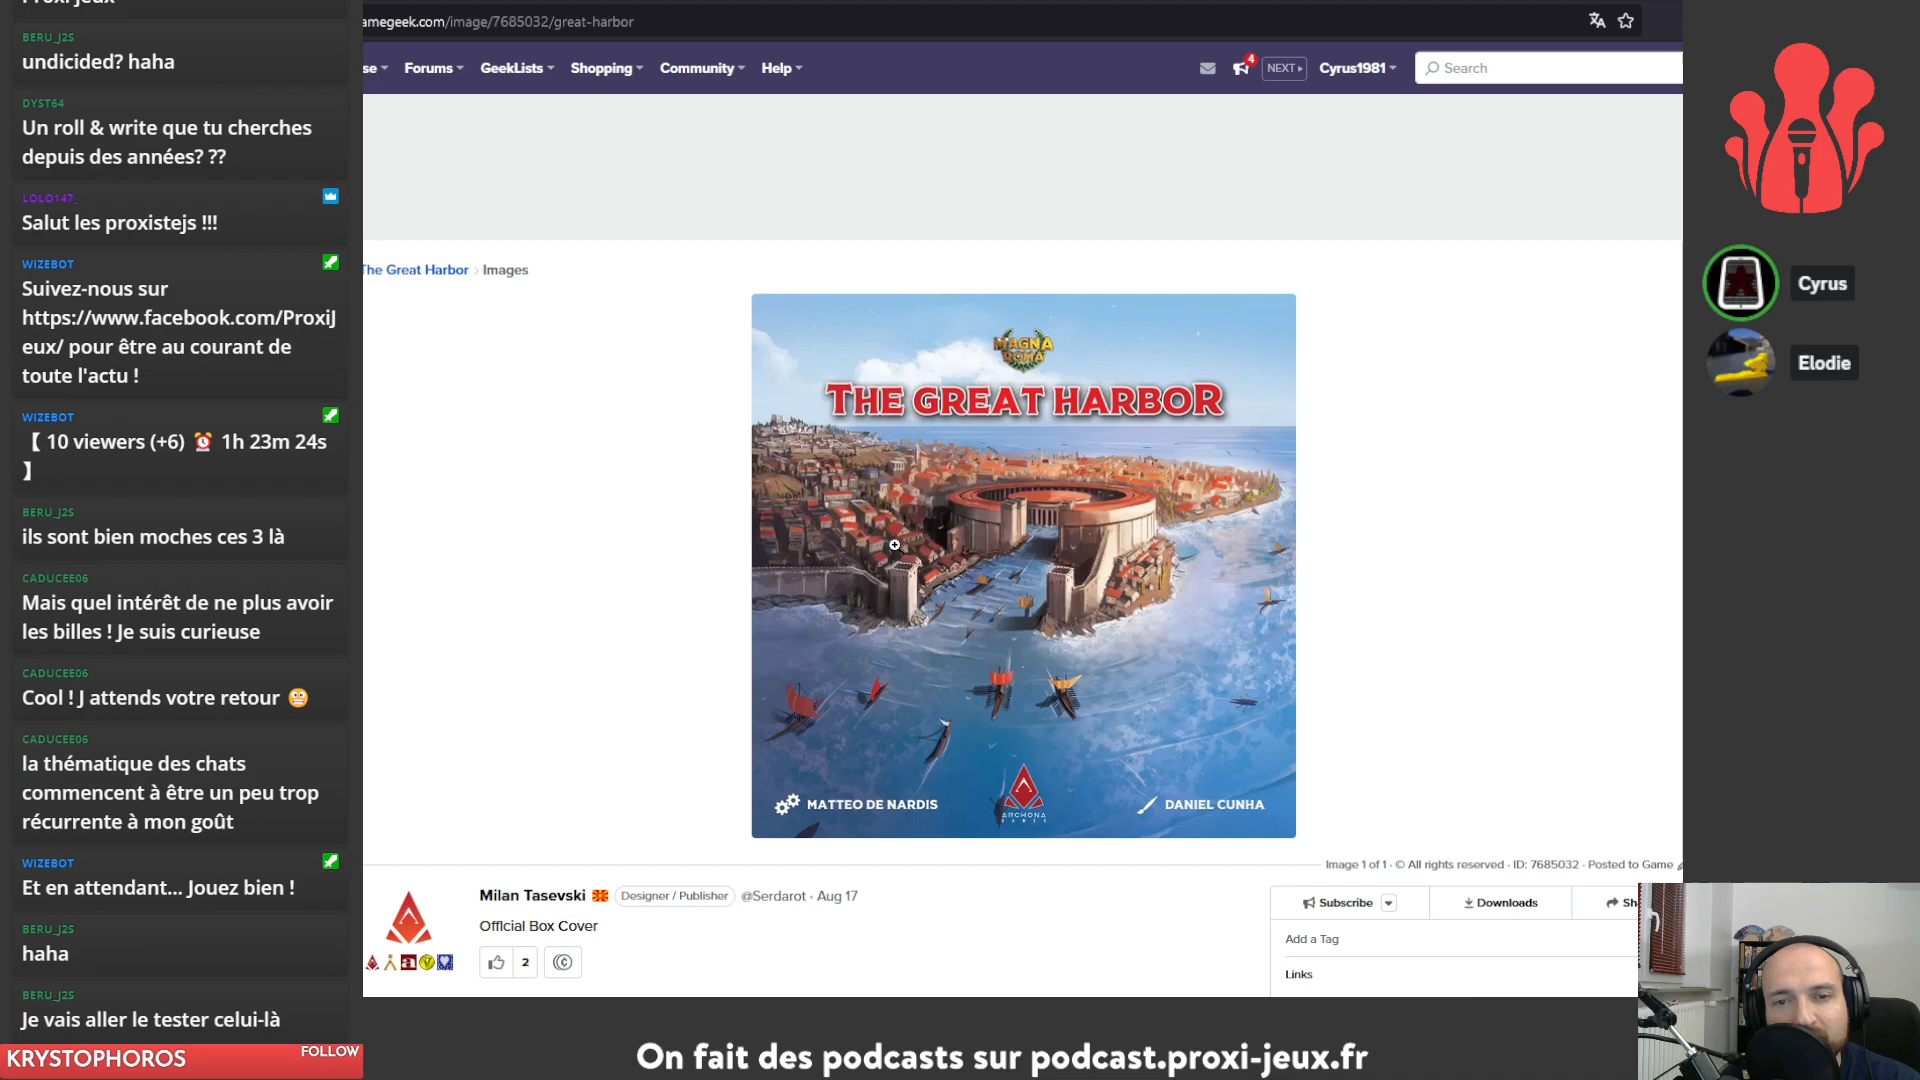 Proxi jeux
BERU_J2S
undicided? haha
DYST64
Un roll & write que tu cherches
depuis des années? ??
LOLO147_
Salut les proxistejs !!!
WIZEBOT
Suivez-nous sur
https://www.facebook.com/ProxiJ
eux/ pour être au courant de
toute l'actu !
WIZEBOT
【 10 viewers (+6) ⏰ 1h 23m 24s
】
BERU_J2S
ils sont bien moches ces 3 là
CADUCEE06
Mais quel intérêt de ne plus avoir
les billes ! Je suis curieuse
CADUCEE06
Cool ! J attends votre retour 😬
CADUCEE06
la thématique des chats
commencent à être un peu trop
récurrente à mon goût
WIZEBOT
Et en attendant... Jouez bien !
BERU_J2S
haha
BERU_J2S
Je vais aller le tester celui-là
KRYSTOPHOROS
FOLLOW
amegeek.com/image/7685032/great-harbor
se Forums GeekLists Shopping Community Help
4 NEXT Cyrus1981 Search
The Great Harbor › Images
MAGNA
ROMA
THE GREAT HARBOR
MATTEO DE NARDIS
ARCHONA
GAMES
DANIEL CUNHA
Image 1 of 1 · © All rights reserved · ID: 7685032 · Posted to Game
Milan Tasevski Designer / Publisher @Serdarot · Aug 17
Official Box Cover
2
Subscribe Downloads Sh
Add a Tag
Links
Cyrus
Elodie
On fait des podcasts sur podcast.proxi-jeux.fr